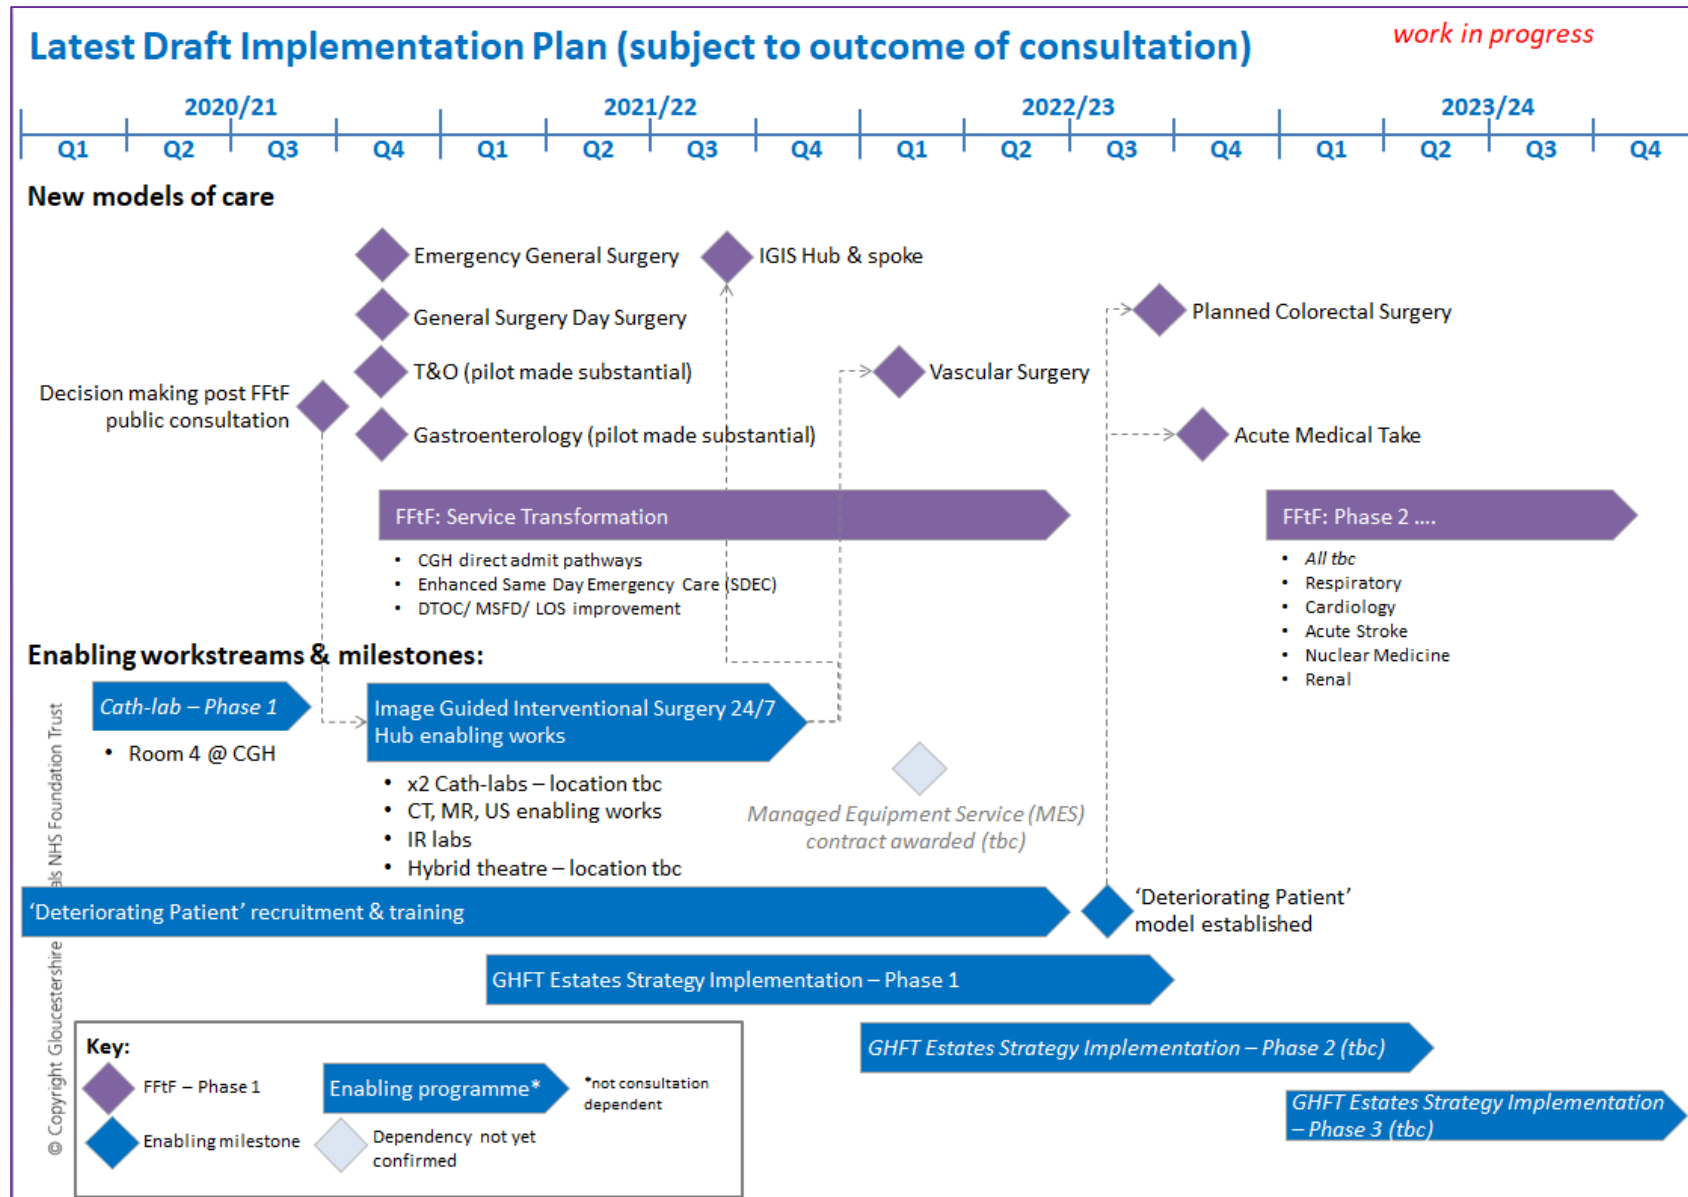 Latest Draft Implementation Plan (subject to outcome of consultation)
work in progress
2020/21
2021/22
2022/23
2023/24
Q1
Q2
Q3
Q4
Q1
Q2
Q3
Q4
Q1
Q2
Q3
Q4
Q1
Q2
Q3
Q4
New models of care
Emergency General Surgery
IGIS Hub & spoke
General Surgery Day Surgery
Planned Colorectal Surgery
T&O (pilot made substantial)
Vascular Surgery
Decision making post FFtF
public consultation
Gastroenterology (pilot made substantial)
Acute Medical Take
FFtF: Service Transformation
• CGH direct admit pathways
• Enhanced Same Day Emergency Care (SDEC)
• DTOC/ MSFD/ LOS improvement
FFtF: Phase 2 ....
• All tbc
• Respiratory
• Cardiology
• Acute Stroke
• Nuclear Medicine
• Renal
Enabling workstreams & milestones:
Cath-lab – Phase 1
• Room 4 @ CGH
Image Guided Interventional Surgery 24/7
Hub enabling works
• x2 Cath-labs – location tbc
• CT, MR, US enabling works
• IR labs
• Hybrid theatre – location tbc
Managed Equipment Service (MES)
contract awarded (tbc)
'Deteriorating Patient' recruitment & training
'Deteriorating Patient'
model established
GHFT Estates Strategy Implementation – Phase 1
GHFT Estates Strategy Implementation – Phase 2 (tbc)
GHFT Estates Strategy Implementation
– Phase 3 (tbc)
Key:
FFtF – Phase 1
Enabling programme*
*not consultation
dependent
Enabling milestone
Dependency not yet
confirmed
© Copyright Gloucestershire als NHS Foundation Trust